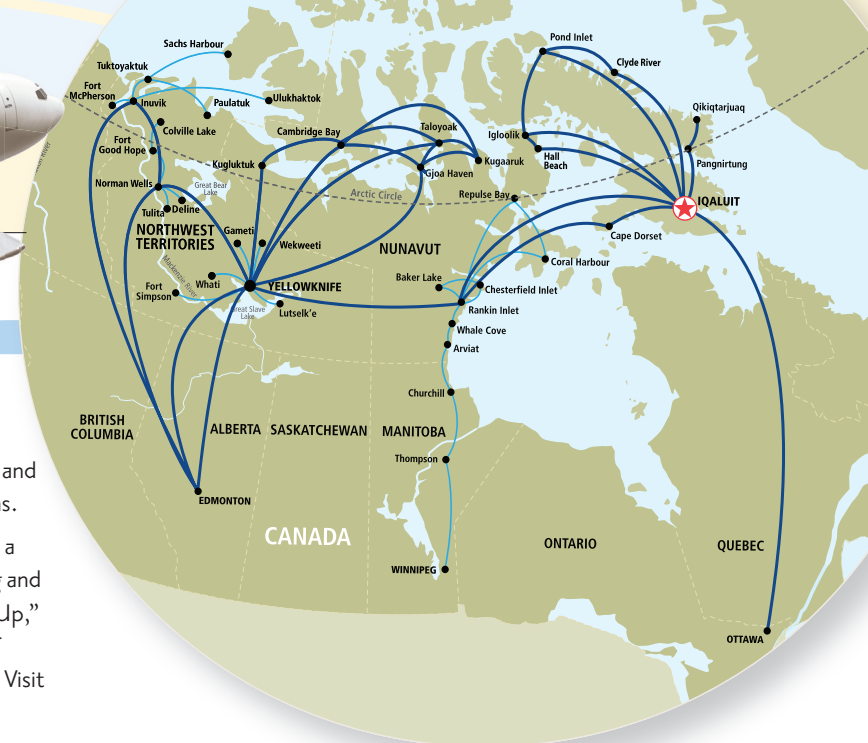 Pond Inlet
Sachs Harbour
Clyde River
Tuktoyaktuk
Fort
McPherson
Inuvik
Paulatuk
Ulukhaktok
Qikiqtarjuaq
Colville Lake
Cambridge Bay
Taloyoak
Igloolik
Fort
Good Hope
Hall
Beach
Kugaaruk
Pangnirtung
Kugluktuk
Gjoa Haven
Norman Wells
Great Bear
Lake
Arctic Circle
Repulse Bay
IQALUIT
Tulita
Deline
NORTHWEST
TERRITORIES
Gameti
Wekweeti
NUNAVUT
Cape Dorset
Mackenzie River
Coral Harbour
Whati
Baker Lake
YELLOWKNIFE
Chesterfield Inlet
Fort
Simpson
Great Slave
Lake
Lutselk'e
Rankin Inlet
Whale Cove
Arviat
Churchill
BRITISH
COLUMBIA
ALBERTA
SASKATCHEWAN
MANITOBA
Thompson
and
EDMONTON
CANADA
ONTARIO
QUEBEC
a
WINNIPEG
and
Up,”
OTTAWA
Visit